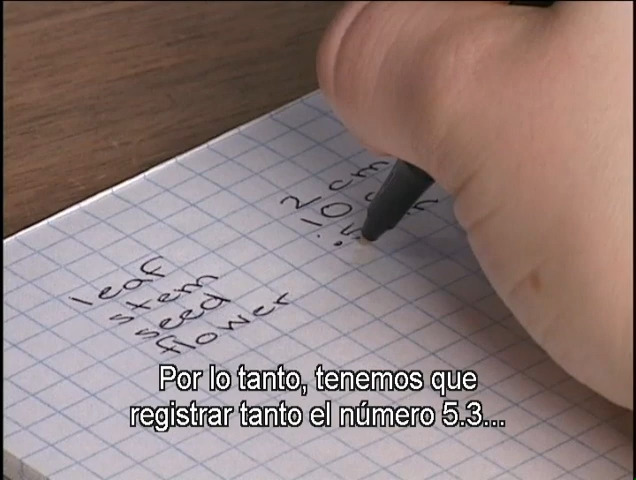 leaf
stem
seed
flower
2 cm
10
Por lo tanto, tenemos que
registrar tanto el número 5.3...